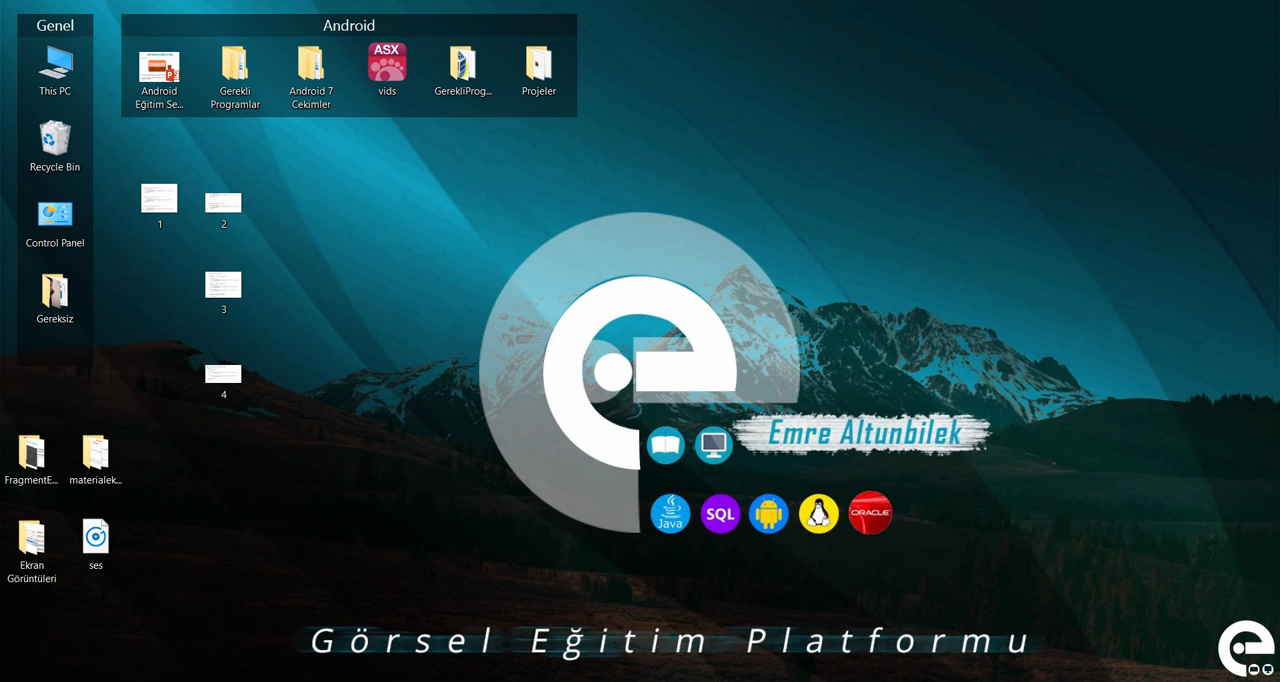 Genel
This PC
Recycle Bin
Control Panel
Gereksiz
Android
Android
Eğitim Se...
Gerekli
Programlar
Android 7
Cekimler
ASX
vids
GerekliProg...
Projeler
1
2
3
4
FragmentE...
materialek...
Ekran
Görüntüleri
ses
Emre Altunbilek
Java
SQL
ORACLE
Görsel Eğitim Platformu